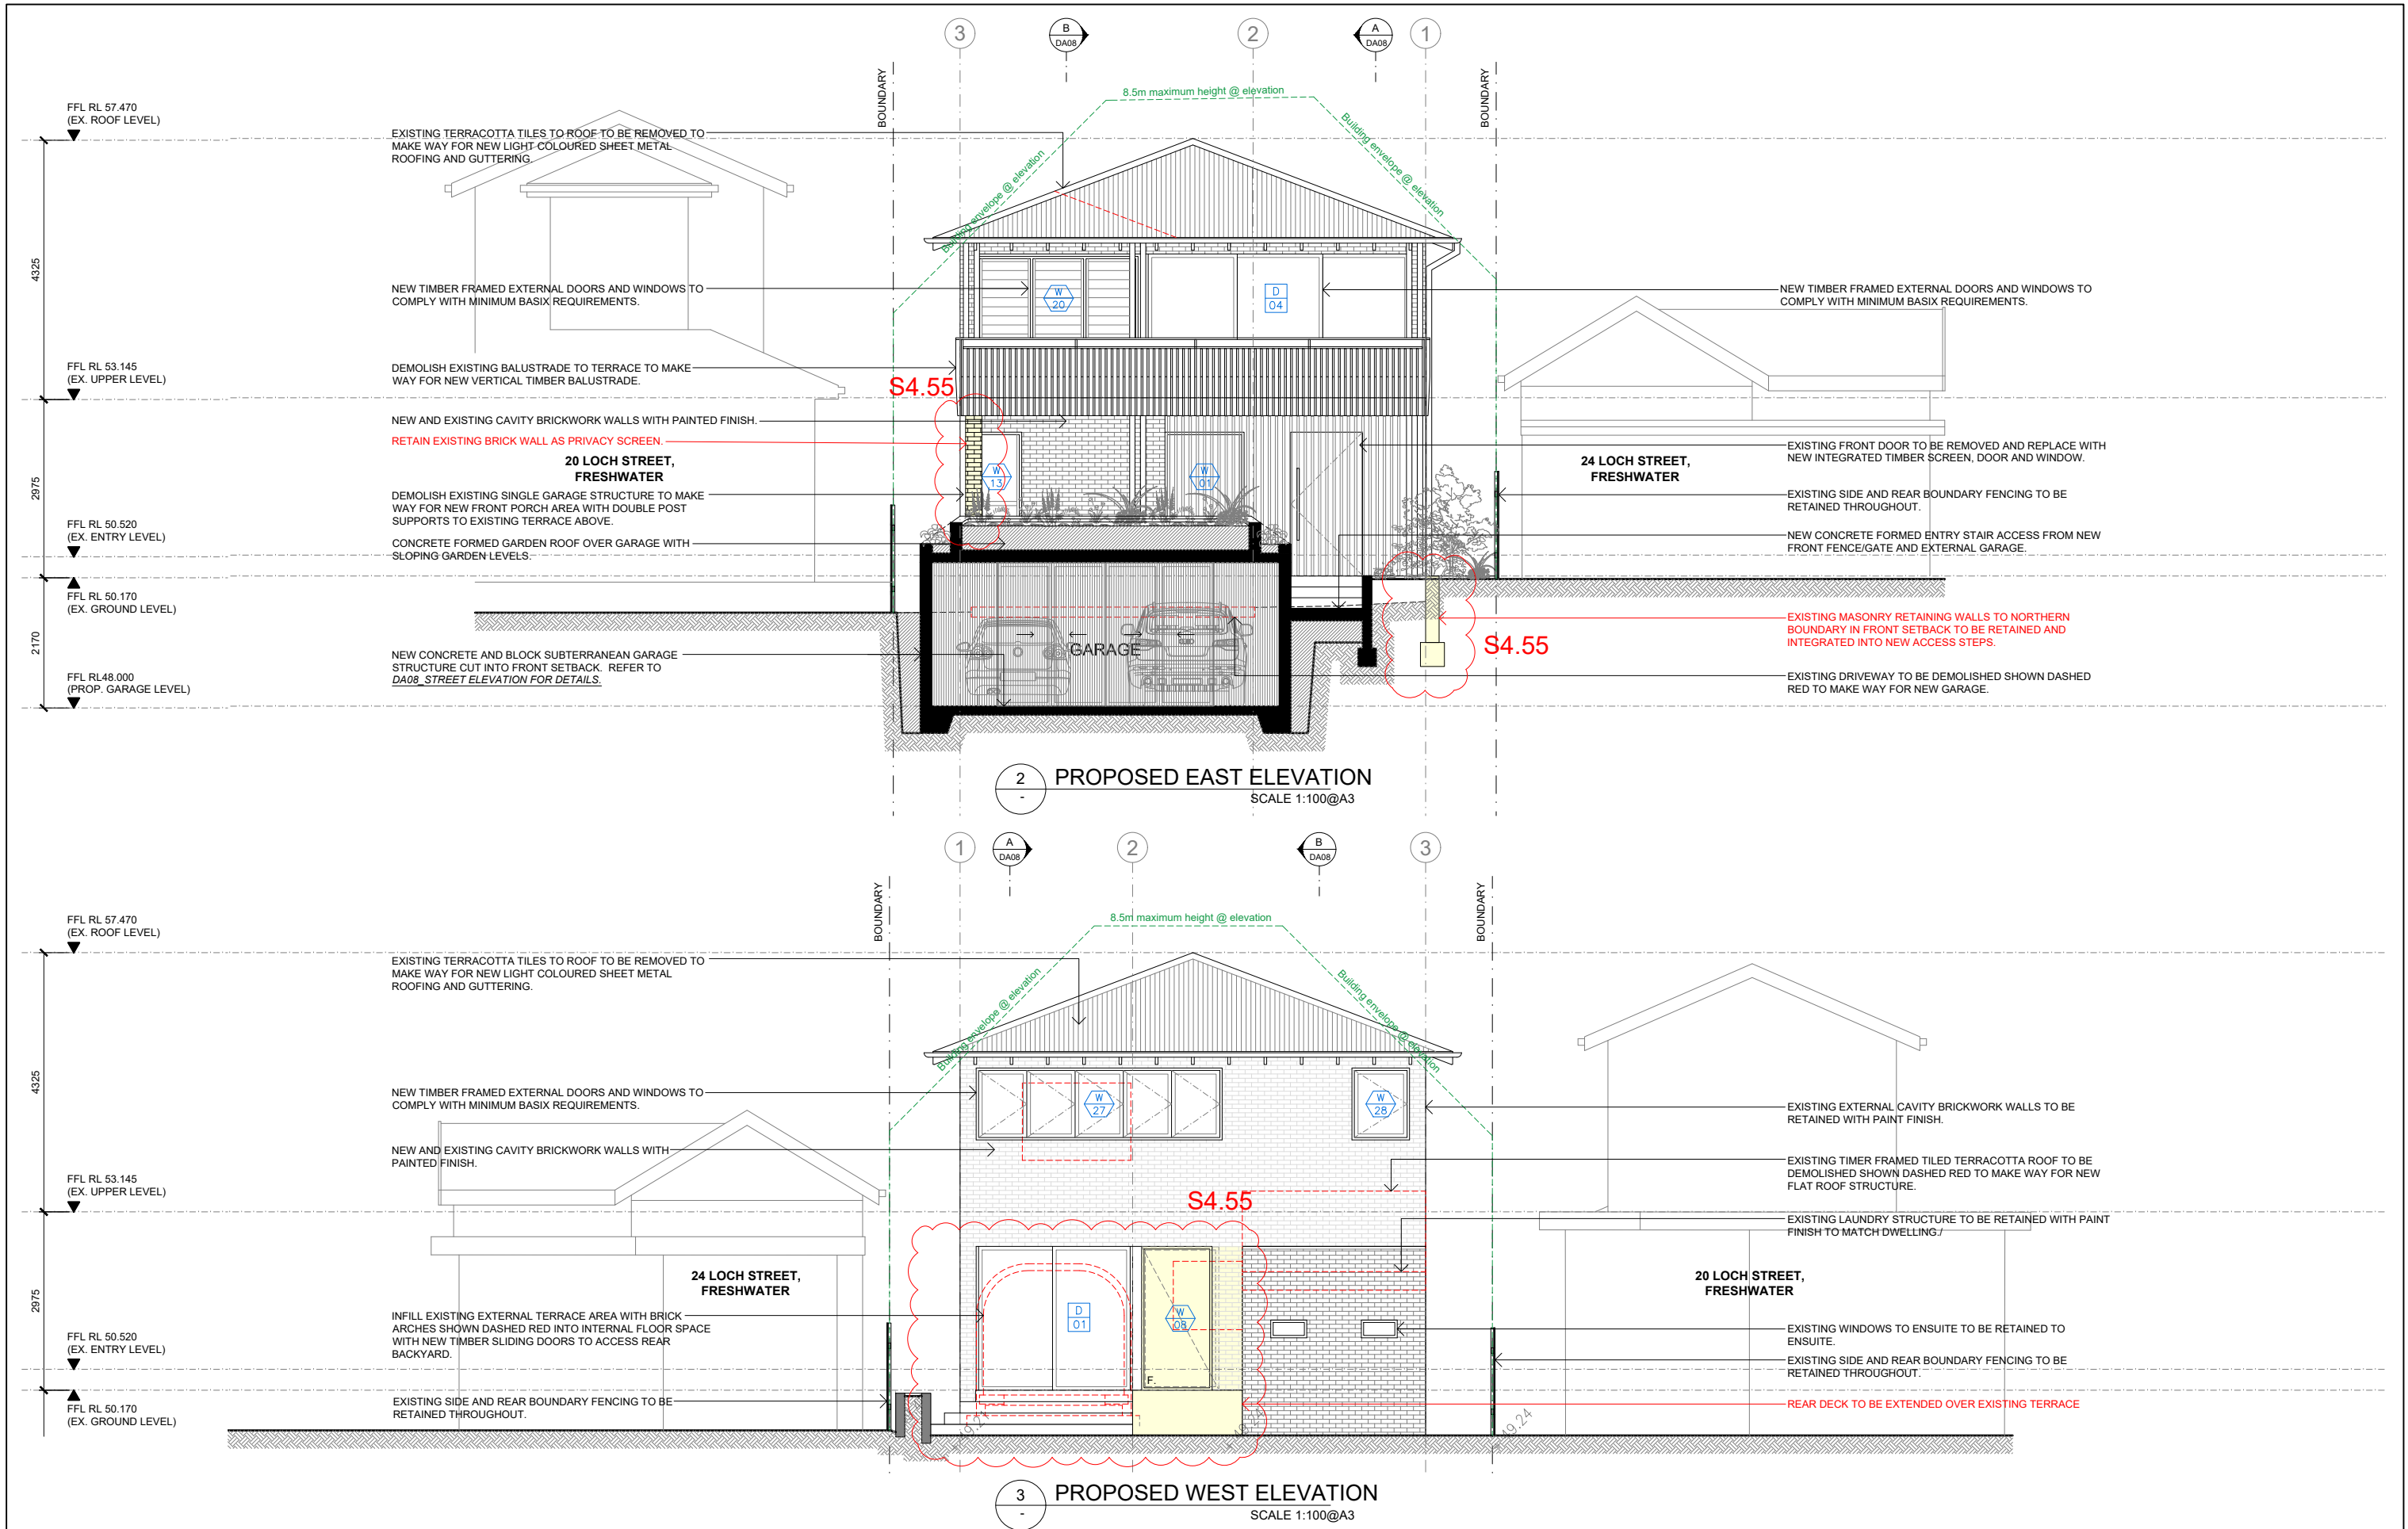 3
B
DA08
2
A
DA08
1
BOUNDARY
BOUNDARY
8.5m maximum height @ elevation
Building envelope @ elevation
Building envelope @ elevation
FFL RL 57.470
(EX. ROOF LEVEL)
4325
FFL RL 53.145
(EX. UPPER LEVEL)
2975
FFL RL 50.520
(EX. ENTRY LEVEL)
FFL RL 50.170
(EX. GROUND LEVEL)
2170
FFL RL48.000
(PROP. GARAGE LEVEL)
EXISTING TERRACOTTA TILES TO ROOF TO BE REMOVED TO
MAKE WAY FOR NEW LIGHT COLOURED SHEET METAL
ROOFING AND GUTTERING.
NEW TIMBER FRAMED EXTERNAL DOORS AND WINDOWS TO
COMPLY WITH MINIMUM BASIX REQUIREMENTS.
DEMOLISH EXISTING BALUSTRADE TO TERRACE TO MAKE
WAY FOR NEW VERTICAL TIMBER BALUSTRADE.
S4.55
NEW AND EXISTING CAVITY BRICKWORK WALLS WITH PAINTED FINISH.
RETAIN EXISTING BRICK WALL AS PRIVACY SCREEN.
20 LOCH STREET,
FRESHWATER
DEMOLISH EXISTING SINGLE GARAGE STRUCTURE TO MAKE
WAY FOR NEW FRONT PORCH AREA WITH DOUBLE POST
SUPPORTS TO EXISTING TERRACE ABOVE.
CONCRETE FORMED GARDEN ROOF OVER GARAGE WITH
SLOPING GARDEN LEVELS.
NEW CONCRETE AND BLOCK SUBTERRANEAN GARAGE
STRUCTURE CUT INTO FRONT SETBACK. REFER TO
DA08_STREET ELEVATION FOR DETAILS.
W
20
D
04
W
13
W
01
GARAGE
NEW TIMBER FRAMED EXTERNAL DOORS AND WINDOWS TO
COMPLY WITH MINIMUM BASIX REQUIREMENTS.
EXISTING FRONT DOOR TO BE REMOVED AND REPLACE WITH
NEW INTEGRATED TIMBER SCREEN, DOOR AND WINDOW.
24 LOCH STREET,
FRESHWATER
EXISTING SIDE AND REAR BOUNDARY FENCING TO BE
RETAINED THROUGHOUT.
NEW CONCRETE FORMED ENTRY STAIR ACCESS FROM NEW
FRONT FENCE/GATE AND EXTERNAL GARAGE.
EXISTING MASONRY RETAINING WALLS TO NORTHERN
BOUNDARY IN FRONT SETBACK TO BE RETAINED AND
INTEGRATED INTO NEW ACCESS STEPS.
S4.55
EXISTING DRIVEWAY TO BE DEMOLISHED SHOWN DASHED
RED TO MAKE WAY FOR NEW GARAGE.
2
-
PROPOSED EAST ELEVATION
SCALE 1:100@A3
1
A
DA08
2
B
DA08
3
BOUNDARY
BOUNDARY
8.5m maximum height @ elevation
Building envelope @ elevation
Building envelope @ elevation
FFL RL 57.470
(EX. ROOF LEVEL)
4325
FFL RL 53.145
(EX. UPPER LEVEL)
2975
FFL RL 50.520
(EX. ENTRY LEVEL)
FFL RL 50.170
(EX. GROUND LEVEL)
EXISTING TERRACOTTA TILES TO ROOF TO BE REMOVED TO
MAKE WAY FOR NEW LIGHT COLOURED SHEET METAL
ROOFING AND GUTTERING.
NEW TIMBER FRAMED EXTERNAL DOORS AND WINDOWS TO
COMPLY WITH MINIMUM BASIX REQUIREMENTS.
NEW AND EXISTING CAVITY BRICKWORK WALLS WITH
PAINTED FINISH.
24 LOCH STREET,
FRESHWATER
INFILL EXISTING EXTERNAL TERRACE AREA WITH BRICK
ARCHES SHOWN DASHED RED INTO INTERNAL FLOOR SPACE
WITH NEW TIMBER SLIDING DOORS TO ACCESS REAR
BACKYARD.
EXISTING SIDE AND REAR BOUNDARY FENCING TO BE
RETAINED THROUGHOUT.
W
27
W
28
S4.55
D
01
W
08
F.
49.24
49.24
49.24
EXISTING EXTERNAL CAVITY BRICKWORK WALLS TO BE
RETAINED WITH PAINT FINISH.
EXISTING TIMER FRAMED TILED TERRACOTTA ROOF TO BE
DEMOLISHED SHOWN DASHED RED TO MAKE WAY FOR NEW
FLAT ROOF STRUCTURE.
EXISTING LAUNDRY STRUCTURE TO BE RETAINED WITH PAINT
FINISH TO MATCH DWELLING./
20 LOCH STREET,
FRESHWATER
EXISTING WINDOWS TO ENSUITE TO BE RETAINED TO
ENSUITE.
EXISTING SIDE AND REAR BOUNDARY FENCING TO BE
RETAINED THROUGHOUT.
REAR DECK TO BE EXTENDED OVER EXISTING TERRACE
3
-
PROPOSED WEST ELEVATION
SCALE 1:100@A3